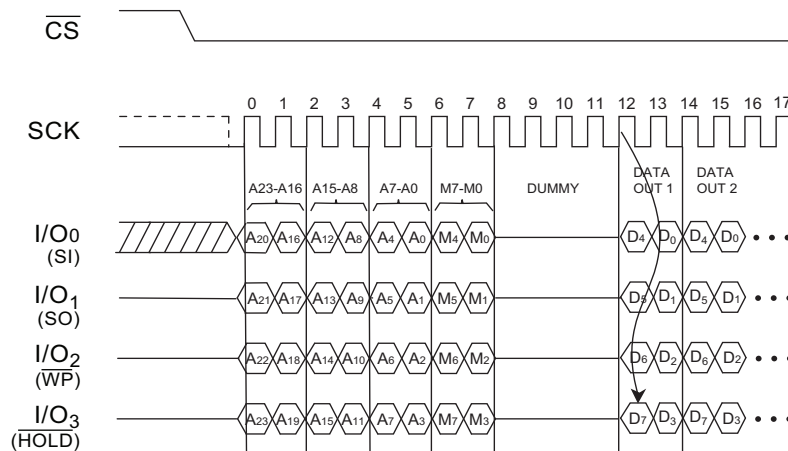 CS
0 1 2 3 4 5 6 7 8 9 10 11 12 13 14 15 16 17
SCK
A23-A16 A15-A8 A7-A0 M7-M0 DUMMY DATA OUT 1 DATA OUT 2
I/O0 A20 A16 A12 A8 A4 A0 M4 M0 D4 D0 D4 D0 • • •
(SI)
I/O1 A21 A17 A13 A9 A5 A1 M5 M1 D5 D1 D5 D1 • • •
(SO)
I/O2 A22 A18 A14 A10 A6 A2 M6 M2 D6 D2 D6 D2 • • •
(WP)
I/O3 A23 A19 A15 A11 A7 A3 M7 M3 D7 D3 D7 D3 • • •
(HOLD)